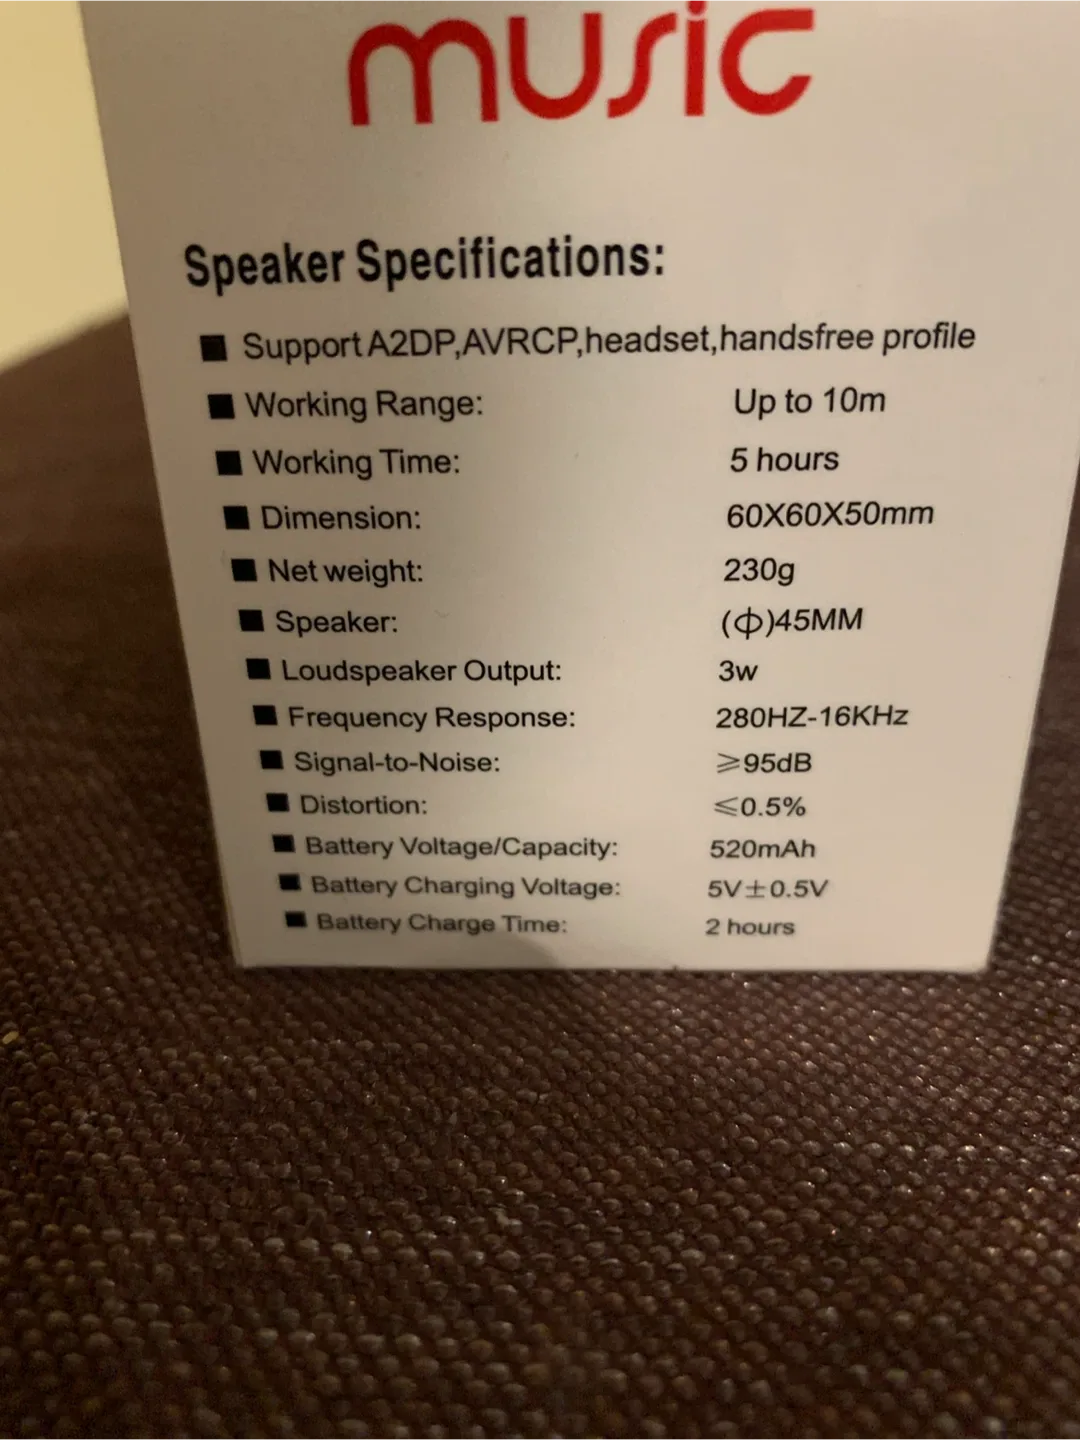 music
Speaker Specifications:
■ Support A2DP,AVRCP,headset,handsfree profile
■ Working Range: Up to 10m
■ Working Time: 5 hours
■ Dimension: 60X60X50mm
■ Net weight: 230g
■ Speaker: (Φ)45MM
■ Loudspeaker Output: 3w
■ Frequency Response: 280HZ-16KHz
■ Signal-to-Noise: ⩾95dB
■ Distortion: ⩽0.5%
■ Battery Voltage/Capacity: 520mAh
■ Battery Charging Voltage: 5V±0.5V
■ Battery Charge Time: 2 hours